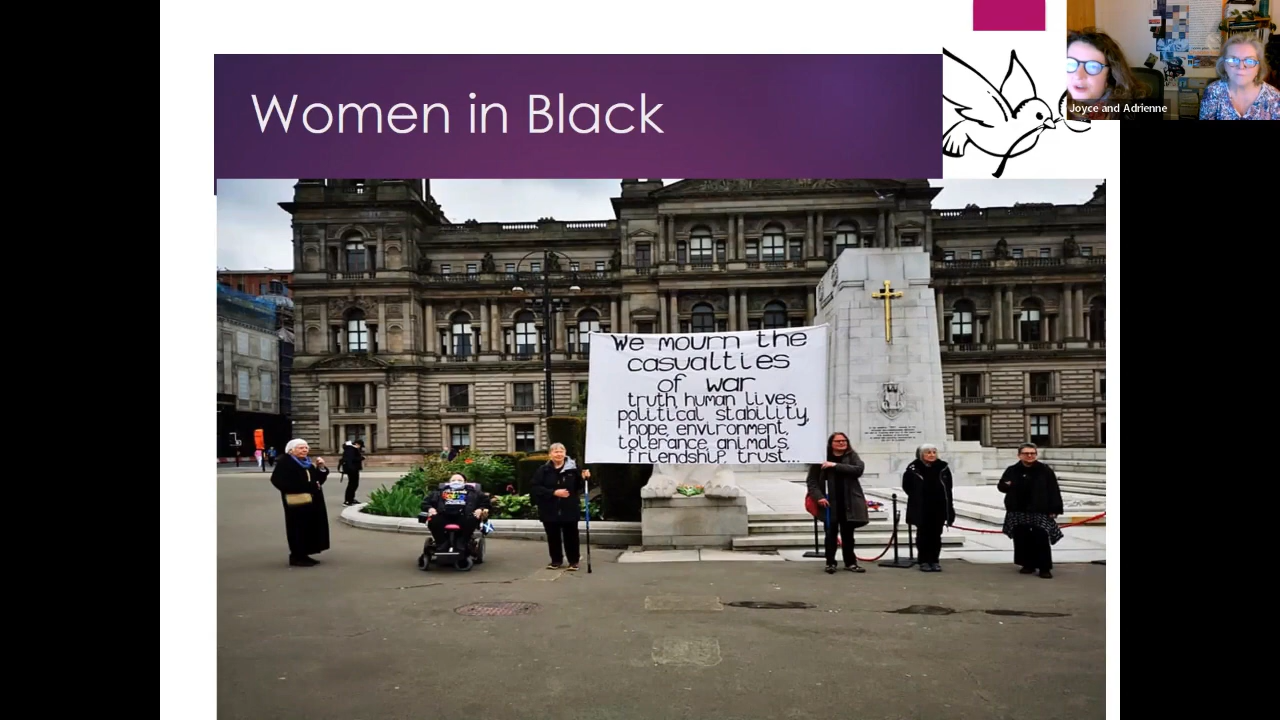 Women in Black
Joyce and Adrienne
We mourn the
casualties
of war
truth human lives,
political stability,
hope, environment,
tolerance animals,
friendship, trust...